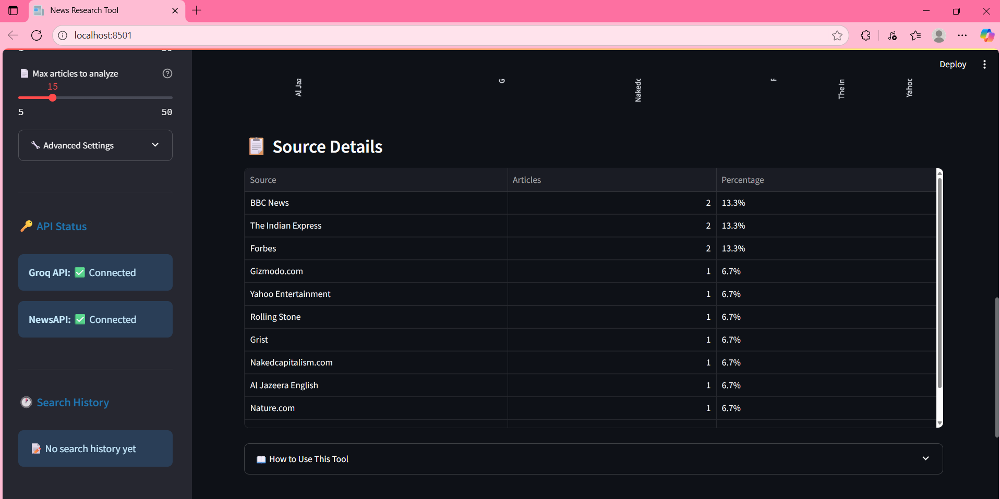 News Research Tool
localhost:8501
Deploy
Max articles to analyze
15
5
50
Advanced Settings
API Status
Groq API: ✅ Connected
NewsAPI: ✅ Connected
Search History
No search history yet
Al Jaz
G
Nakedc
The In
Yahoc
Source Details
Source Articles Percentage
BBC News 2 13.3%
The Indian Express 2 13.3%
Forbes 2 13.3%
Gizmodo.com 1 6.7%
Yahoo Entertainment 1 6.7%
Rolling Stone 1 6.7%
Grist 1 6.7%
Nakedcapitalism.com 1 6.7%
Al Jazeera English 1 6.7%
Nature.com 1 6.7%
How to Use This Tool